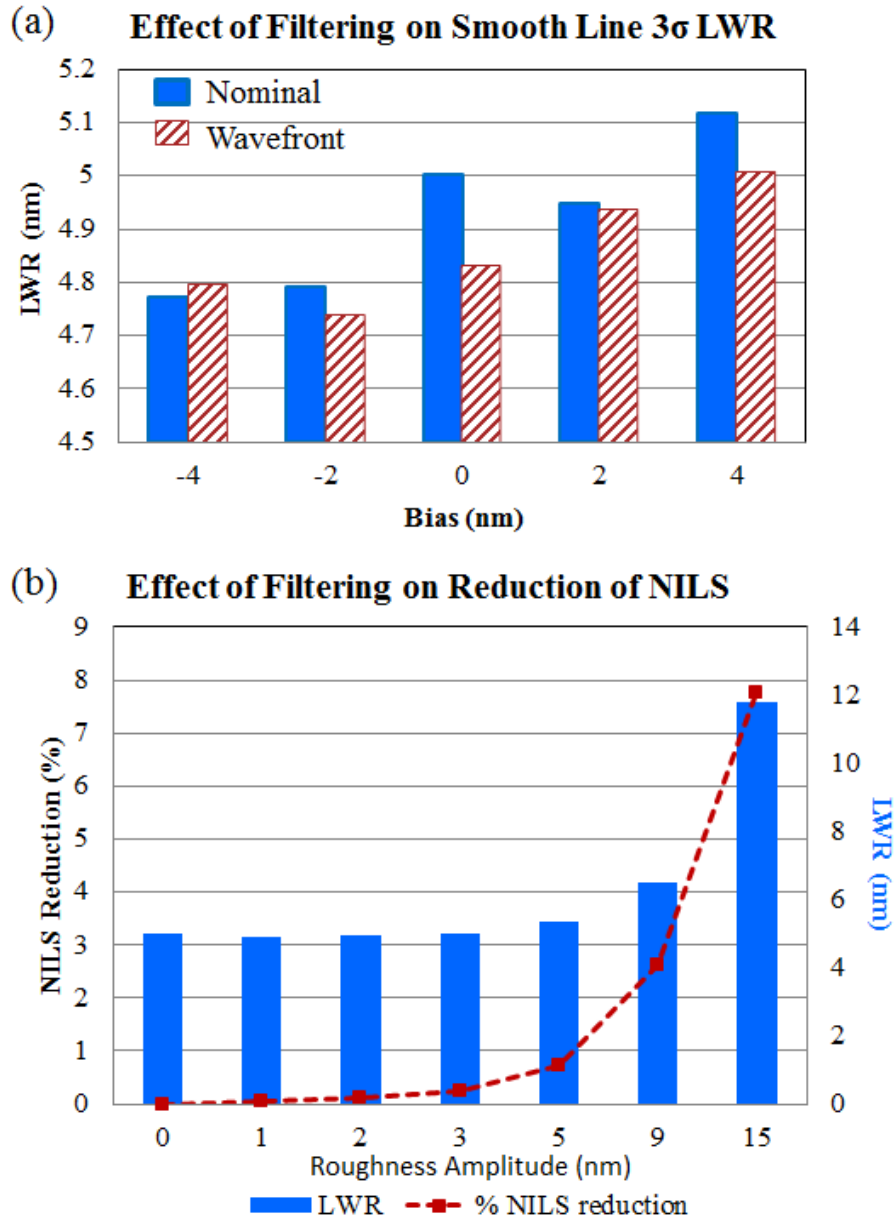 (a) Effect of Filtering on Smooth Line 3σ LWR
5.2
5.1
5
4.9
4.8
4.7
4.6
4.5
LWR (nm)
Nominal
Wavefront
-4 -2 0 2 4
Bias (nm)
(b) Effect of Filtering on Reduction of NILS
9
8
7
6
5
4
3
2
1
0
NILS Reduction (%)
14
12
10
8
6
4
2
0
LWR (nm)
0 1 2 3 5 9 15
Roughness Amplitude (nm)
LWR % NILS reduction